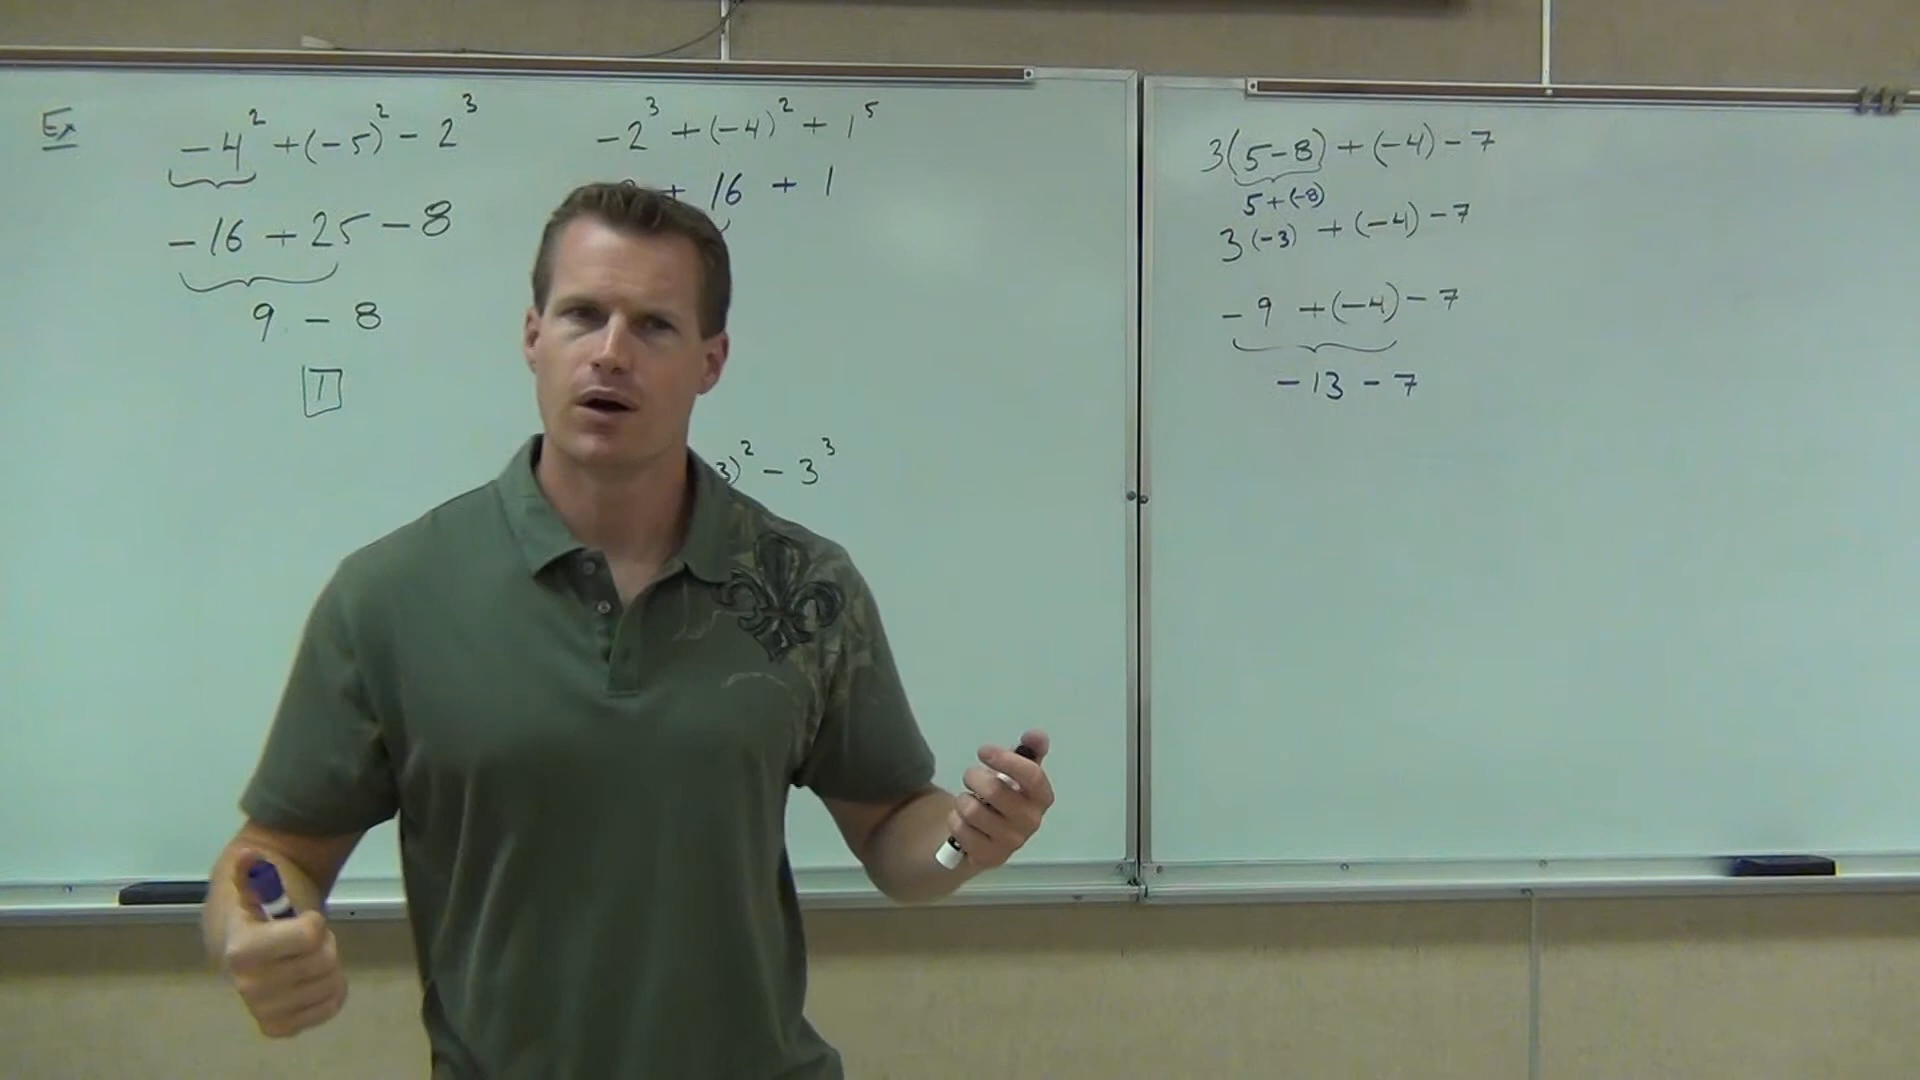 Ex
-4² + (-5)² - 2³
-16 + 25 - 8
9 - 8
1
-2³ + (-4)² + 1⁵
+ 16 + 1
3)² - 3³
3(5-8) + (-4) - 7
5+(-8)
3(-3) + (-4) - 7
-9 + (-4) - 7
-13 - 7